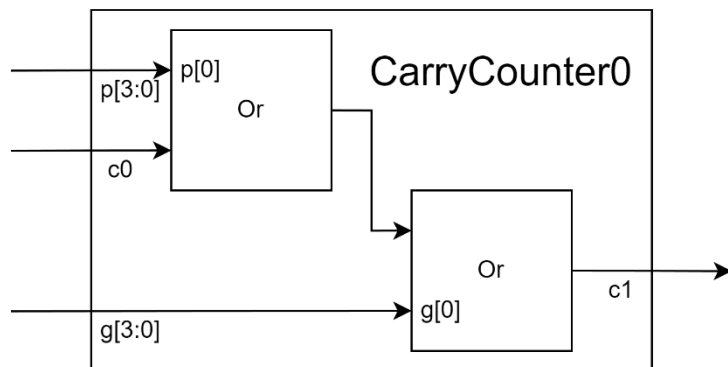 CarryCounter0
p[3:0]
p[0]
Or
c0
Or
g[3:0]
g[0]
c1